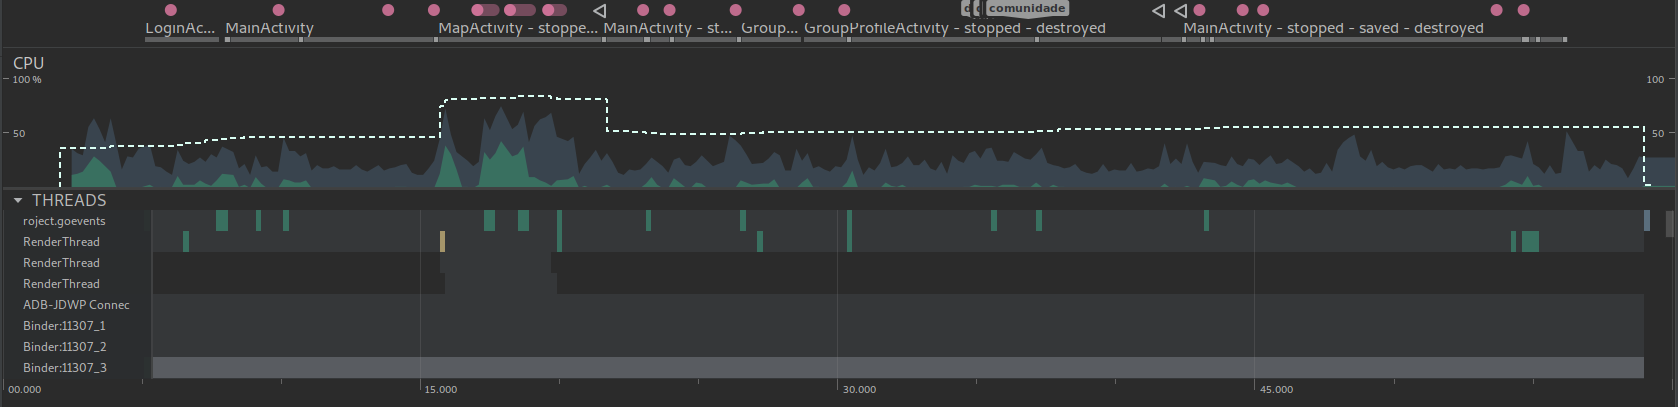 comunidade
LoginAc... MainActivity MapActivity - stoppe... MainActivity - st... Group... GroupProfileActivity - stopped - destroyed MainActivity - stopped - saved - destroyed
CPU
100 % 100
50 50
THREADS
roject.goevents
RenderThread
RenderThread
RenderThread
ADB-JDWP Connec
Binder:11307_1
Binder:11307_2
Binder:11307_3
00.000 15.000 30.000 45.000